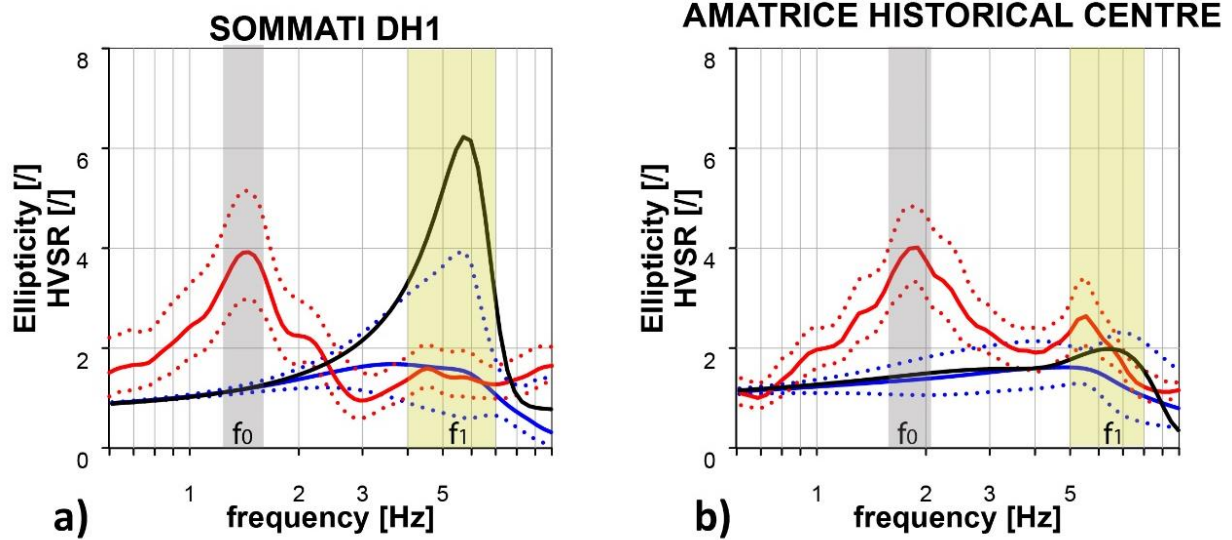 SOMMATI DH1
8
6
4
2
0
Ellipticity [/]
HVSR [/]
f0
f1
1
2
3
5
frequency [Hz]
a)
AMATRICE HISTORICAL CENTRE
8
6
4
2
0
Ellipticity [/]
HVSR [/]
f0
f1
1
2
3
5
frequency [Hz]
b)